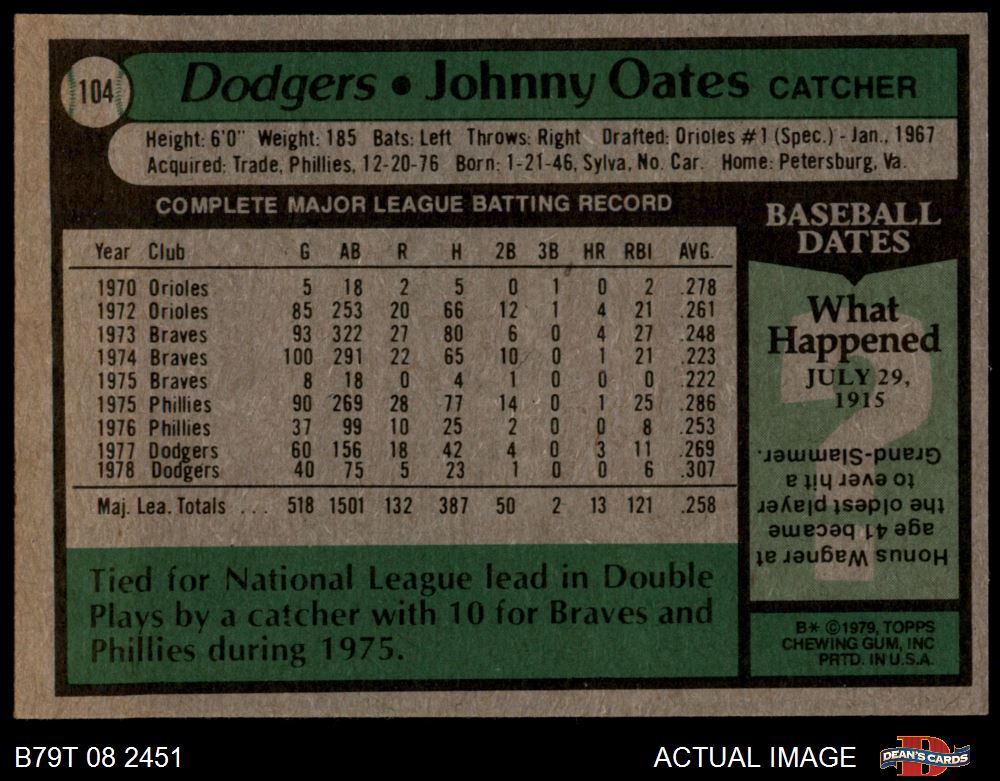 104
Dodgers • Johnny Oates CATCHER
Height: 6'0" Weight: 185 Bats: Left Throws: Right Drafted: Orioles #1 (Spec.) - Jan., 1967
Acquired: Trade, Phillies, 12-20-76 Born: 1-21-46, Sylva, No. Car. Home: Petersburg, Va.
COMPLETE MAJOR LEAGUE BATTING RECORD
Year Club G AB R H 2B 3B HR RBI AVG.
1970 Orioles 5 18 2 5 0 1 0 2 .278
1972 Orioles 85 253 20 66 12 1 4 21 .261
1973 Braves 93 322 27 80 6 0 4 27 .248
1974 Braves 100 291 22 65 10 0 1 21 .223
1975 Braves 8 18 0 4 1 0 0 0 .222
1975 Phillies 90 269 28 77 14 0 1 25 .286
1976 Phillies 37 99 10 25 2 0 0 8 .253
1977 Dodgers 60 156 18 42 4 0 3 11 .269
1978 Dodgers 40 75 5 23 1 0 0 6 .307
Maj. Lea. Totals ... 518 1501 132 387 50 2 13 121 .258
Tied for National League lead in Double
Plays by a catcher with 10 for Braves and
Phillies during 1975.
BASEBALL
DATES
What
Happened
JULY 29,
1915
?
Honus Wagner at
age 41 became
the oldest player
to ever hit a
Grand-Slammer.
B* ©1979, TOPPS
CHEWING GUM, INC
PRTD. IN U.S.A.
B79T 08 2451
ACTUAL IMAGE
D
DEAN'S CARDS